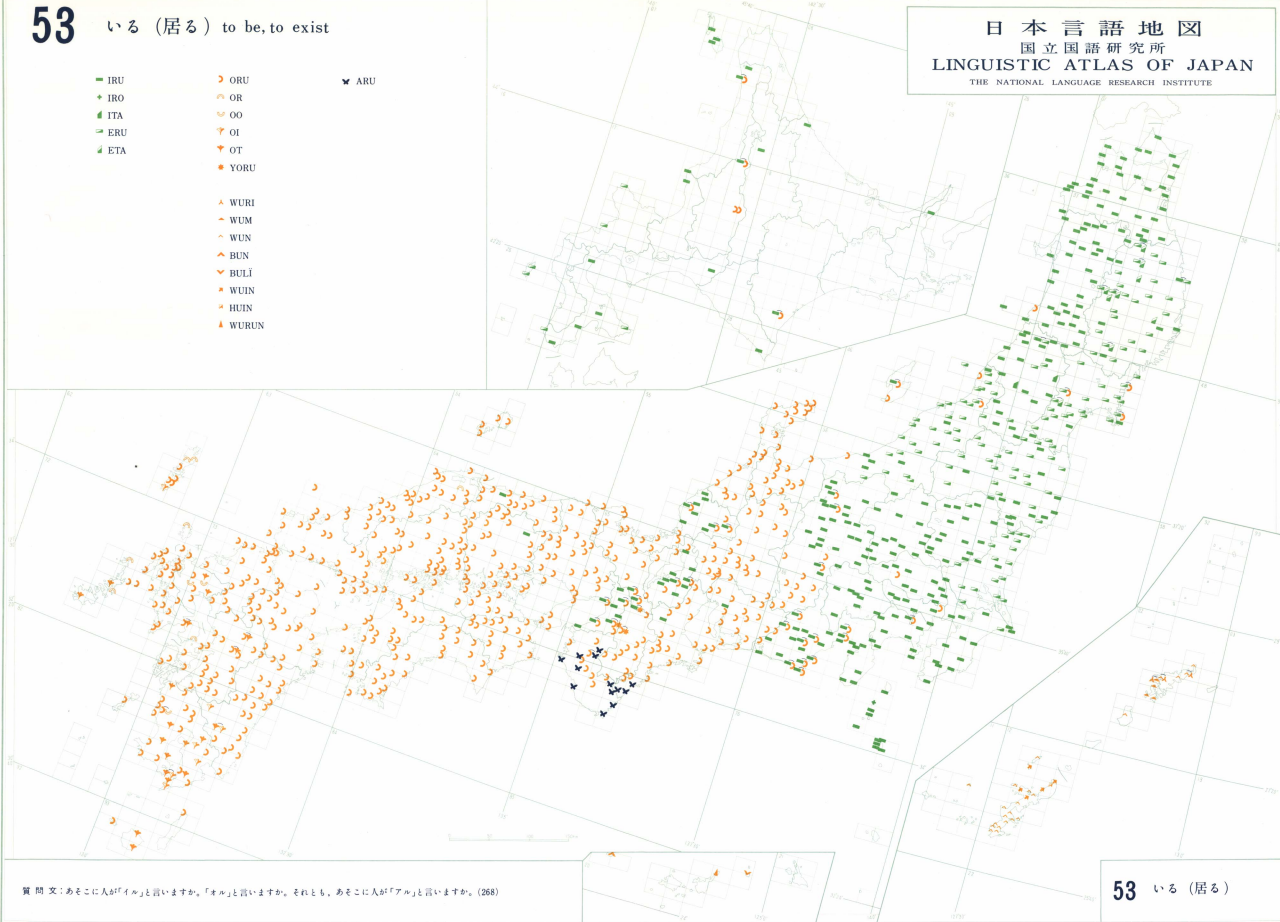 53
いる（居る）to be, to exist
IRU
IRO
ITA
ERU
ETA
ORU
OR
OO
OI
OT
YORU
WURI
WUM
WUN
BUN
BULÏ
WUIN
HUIN
WURUN
ARU
日本言語地図
国立国語研究所
LINGUISTIC ATLAS OF JAPAN
THE NATIONAL LANGUAGE RESEARCH INSTITUTE
質問文：あそこに人が「イル」と言いますか。「オル」と言いますか。それとも，あそこに人が「アル」と言いますか。(268)
53 いる（居る）